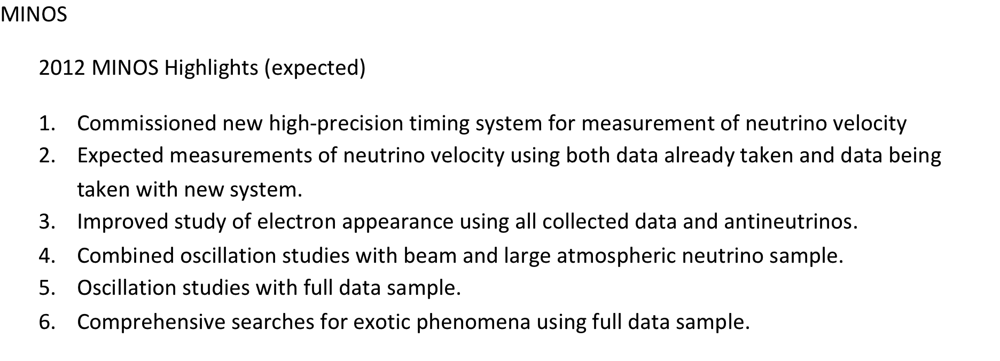 MINOS
2012 MINOS Highlights (expected)
1. Commissioned new high-precision timing system for measurement of neutrino velocity
2. Expected measurements of neutrino velocity using both data already taken and data being
taken with new system.
3. Improved study of electron appearance using all collected data and antineutrinos.
4. Combined oscillation studies with beam and large atmospheric neutrino sample.
5. Oscillation studies with full data sample.
6. Comprehensive searches for exotic phenomena using full data sample.